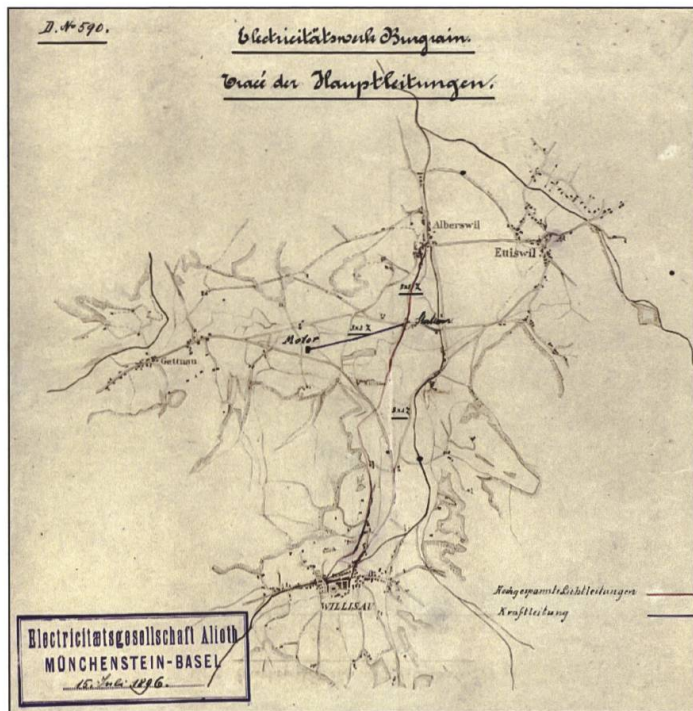 D. № 590.
Electricitätswerk Burgrain.
Tracé der Hauptleitungen.
Alberswil
Euiswil
Station
Motor
Gettnau
WILLISAU
Hochgespannte Lichtleitungen
Kraftleitung
Electricitætsgesellschaft Alioth
MÜNCHENSTEIN-BASEL
15. Juli 1896.